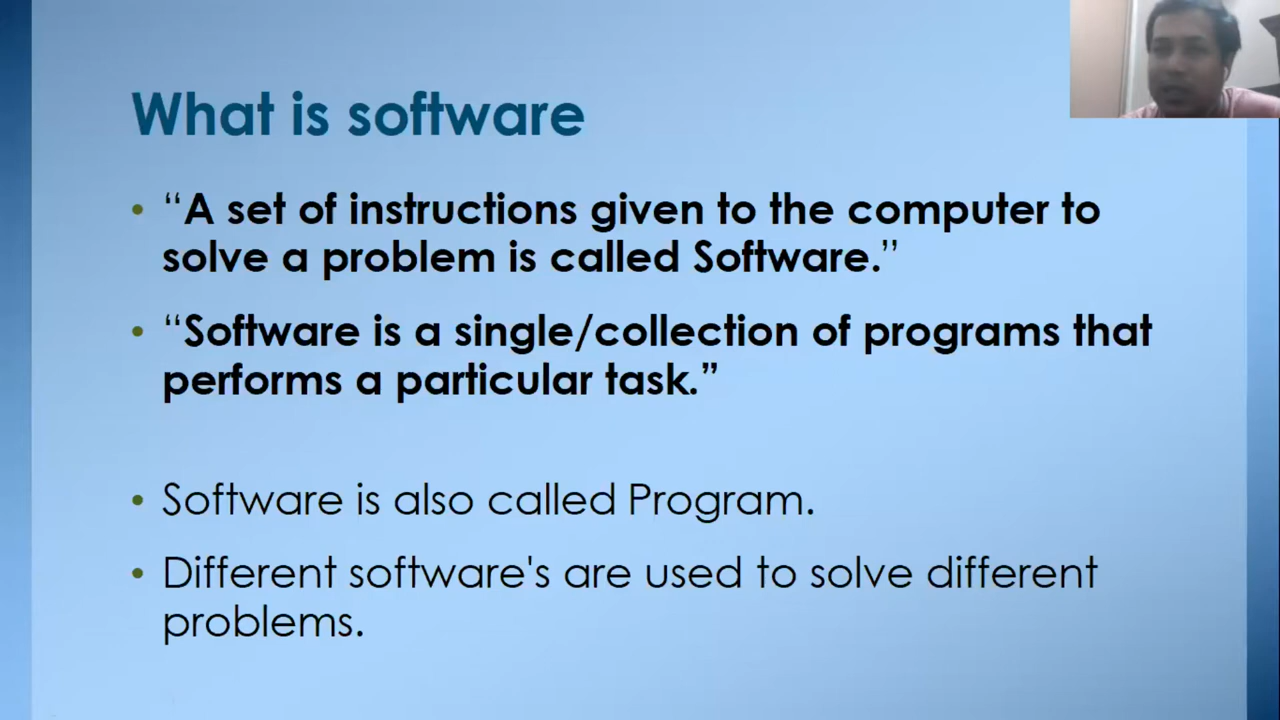 What is software
• “A set of instructions given to the computer to
solve a problem is called Software.”
• “Software is a single/collection of programs that
performs a particular task.”
• Software is also called Program.
• Different software's are used to solve different
problems.